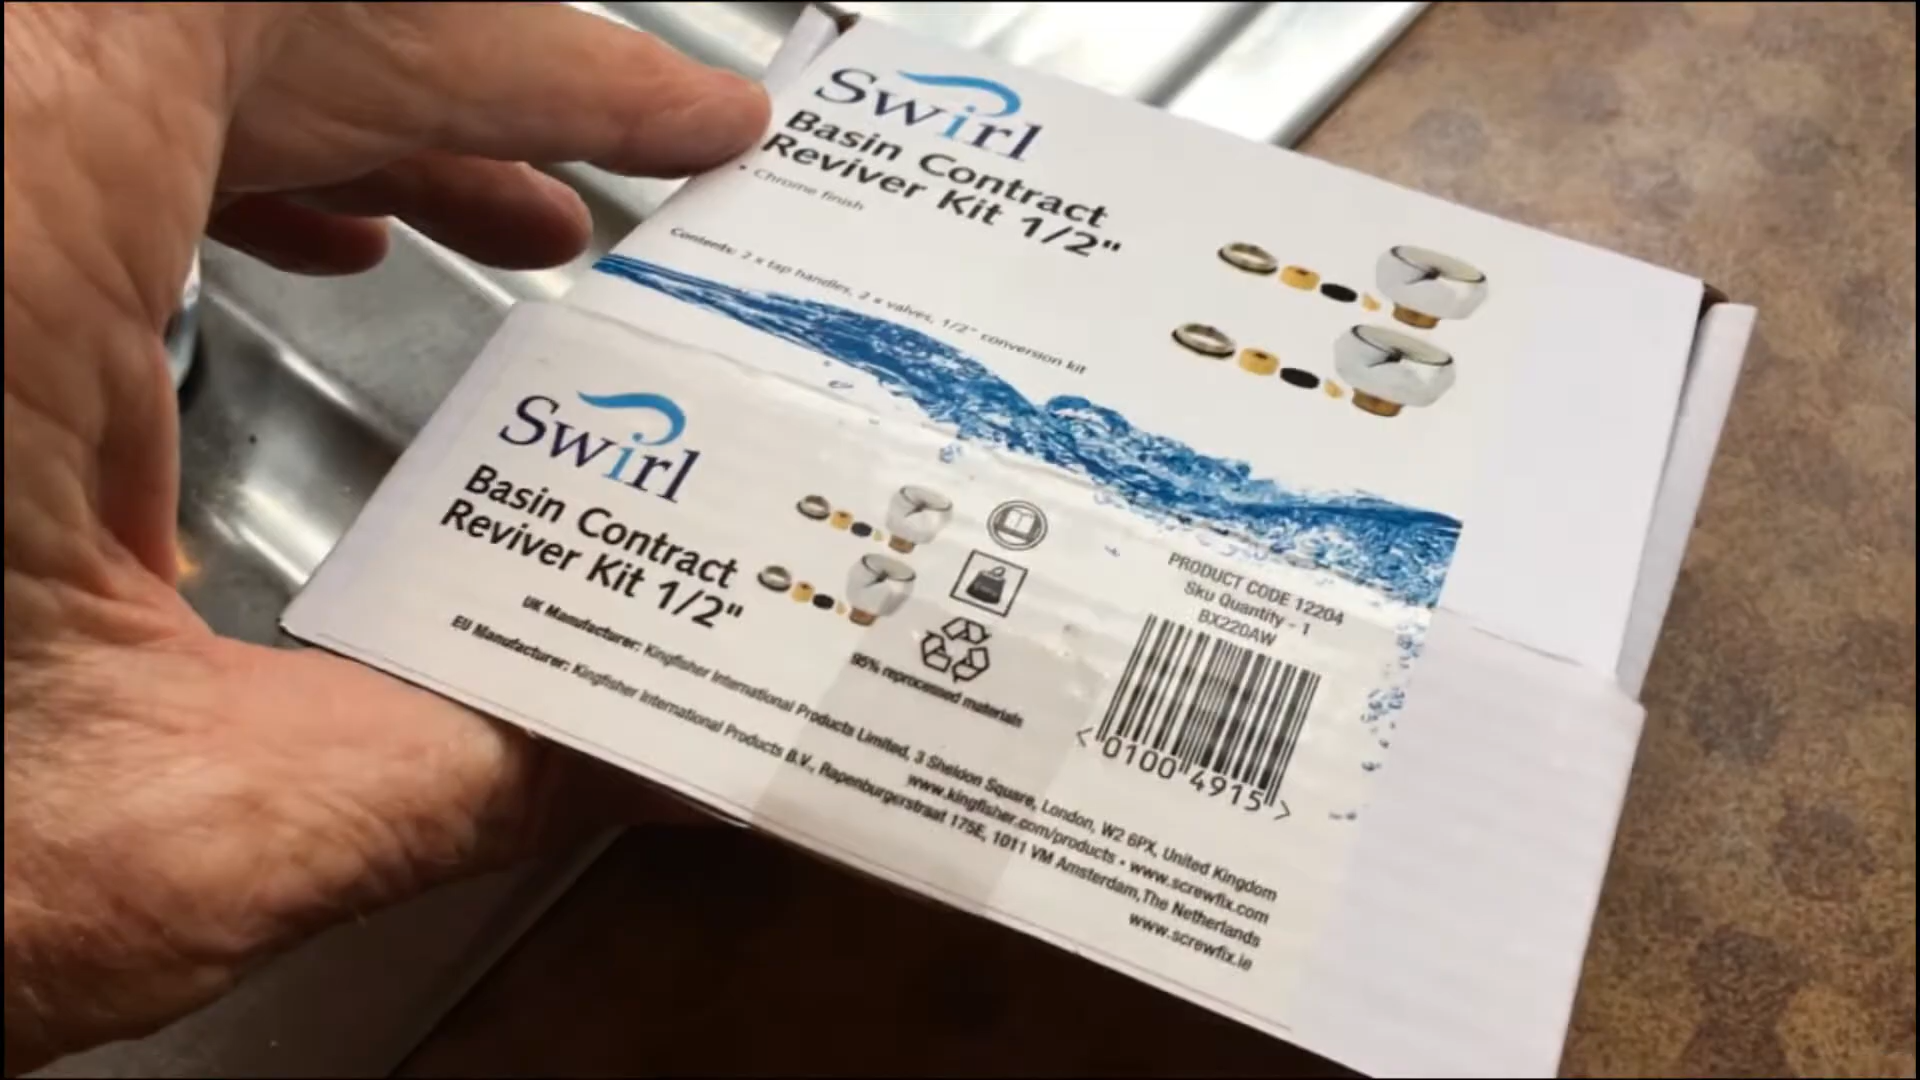 Swirl
Basin Contract
Reviver Kit 1/2"
• Chrome finish
Contents: 2 x tap handles, 2 x valves, 1/2" conversion kit
Swirl
Basin Contract
Reviver Kit 1/2"
95% reprocessed materials
PRODUCT CODE 12204
Sku Quantity - 1
BX220AW
< 0100 4915 >
UK Manufacturer: Kingfisher International Products Limited, 3 Sheldon Square, London, W2 6PX, United Kingdom
www.kingfisher.com/products • www.screwfix.com
EU Manufacturer: Kingfisher International Products B.V., Rapenburgerstraat 175E, 1011 VM Amsterdam,The Netherlands
www.screwfix.ie